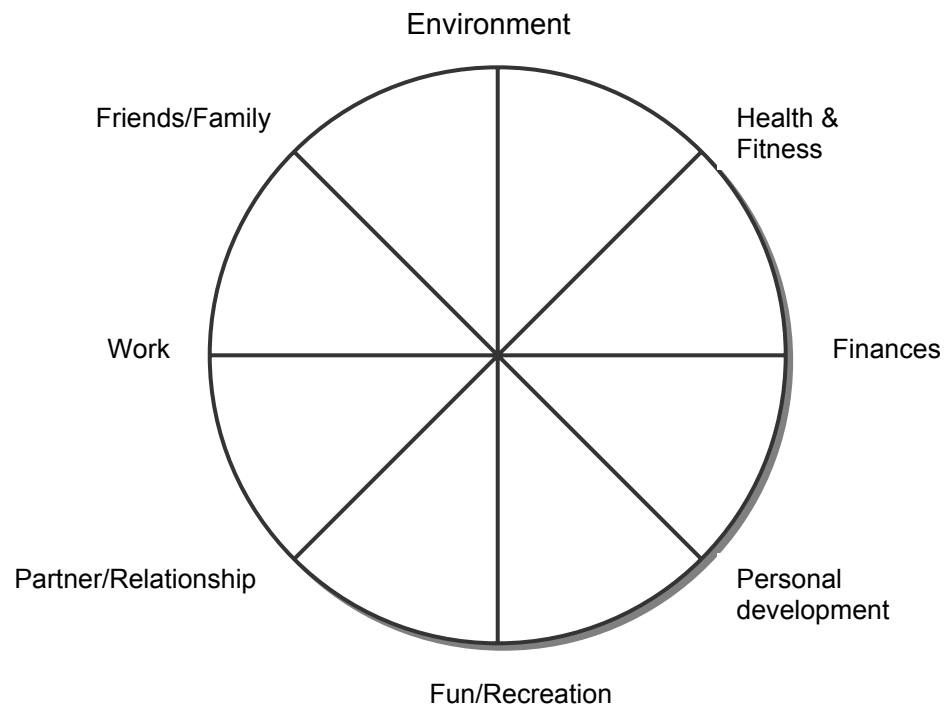 Environment
Friends/Family
Health &
Fitness
Work
Finances
Partner/Relationship
Personal
development
Fun/Recreation